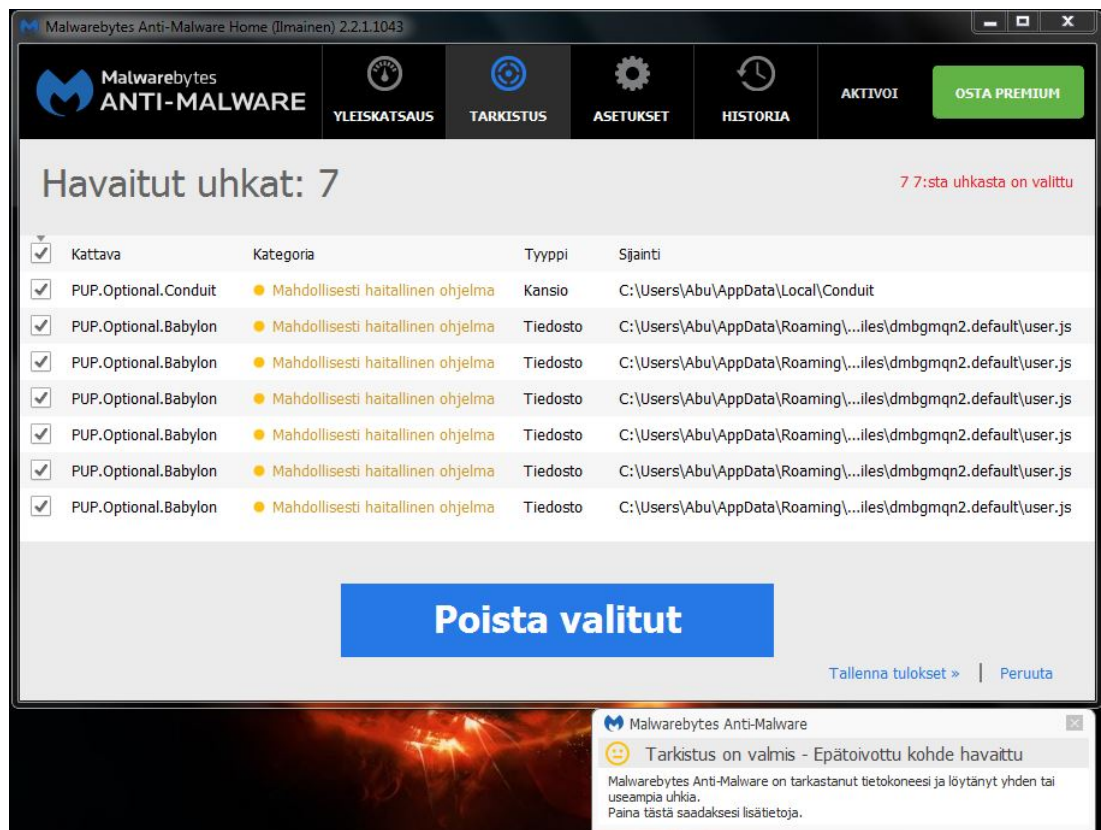 Malwarebytes Anti-Malware Home (Ilmainen) 2.2.1.1043
Malwarebytes
ANTI-MALWARE
YLEISKATSAUS
TARKISTUS
ASETUKSET
HISTORIA
AKTIVOI
OSTA PREMIUM
Havaitut uhkat: 7
7 7:sta uhkasta on valittu
Kattava Kategoria Tyyppi Sijainti
PUP.Optional.Conduit Mahdollisesti haitallinen ohjelma Kansio C:\Users\Abu\AppData\Local\Conduit
PUP.Optional.Babylon Mahdollisesti haitallinen ohjelma Tiedosto C:\Users\Abu\AppData\Roaming\...iles\dmbgmqn2.default\user.js
PUP.Optional.Babylon Mahdollisesti haitallinen ohjelma Tiedosto C:\Users\Abu\AppData\Roaming\...iles\dmbgmqn2.default\user.js
PUP.Optional.Babylon Mahdollisesti haitallinen ohjelma Tiedosto C:\Users\Abu\AppData\Roaming\...iles\dmbgmqn2.default\user.js
PUP.Optional.Babylon Mahdollisesti haitallinen ohjelma Tiedosto C:\Users\Abu\AppData\Roaming\...iles\dmbgmqn2.default\user.js
PUP.Optional.Babylon Mahdollisesti haitallinen ohjelma Tiedosto C:\Users\Abu\AppData\Roaming\...iles\dmbgmqn2.default\user.js
PUP.Optional.Babylon Mahdollisesti haitallinen ohjelma Tiedosto C:\Users\Abu\AppData\Roaming\...iles\dmbgmqn2.default\user.js
Poista valitut
Tallenna tulokset » | Peruuta
Malwarebytes Anti-Malware
Tarkistus on valmis - Epätoivottu kohde havaittu
Malwarebytes Anti-Malware on tarkastanut tietokoneesi ja löytänyt yhden tai
useampia uhkia.
Paina tästä saadaksesi lisätietoja.